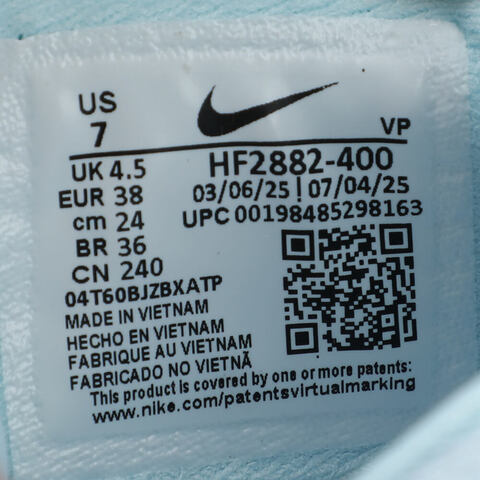 US
7
VP
UK 4.5
HF2882-400
EUR 38
03/06/25 | 07/04/25
cm 24
UPC 00198485298163
BR 36
CN 240
04T60BJZBXATP
MADE IN VIETNAM
HECHO EN VIETNAM
FABRIQUE AU VIETNAM
FABRICADO NO VIETNÃ
This product is covered by one or more patents:
www.nike.com/patentsvirtualmarking